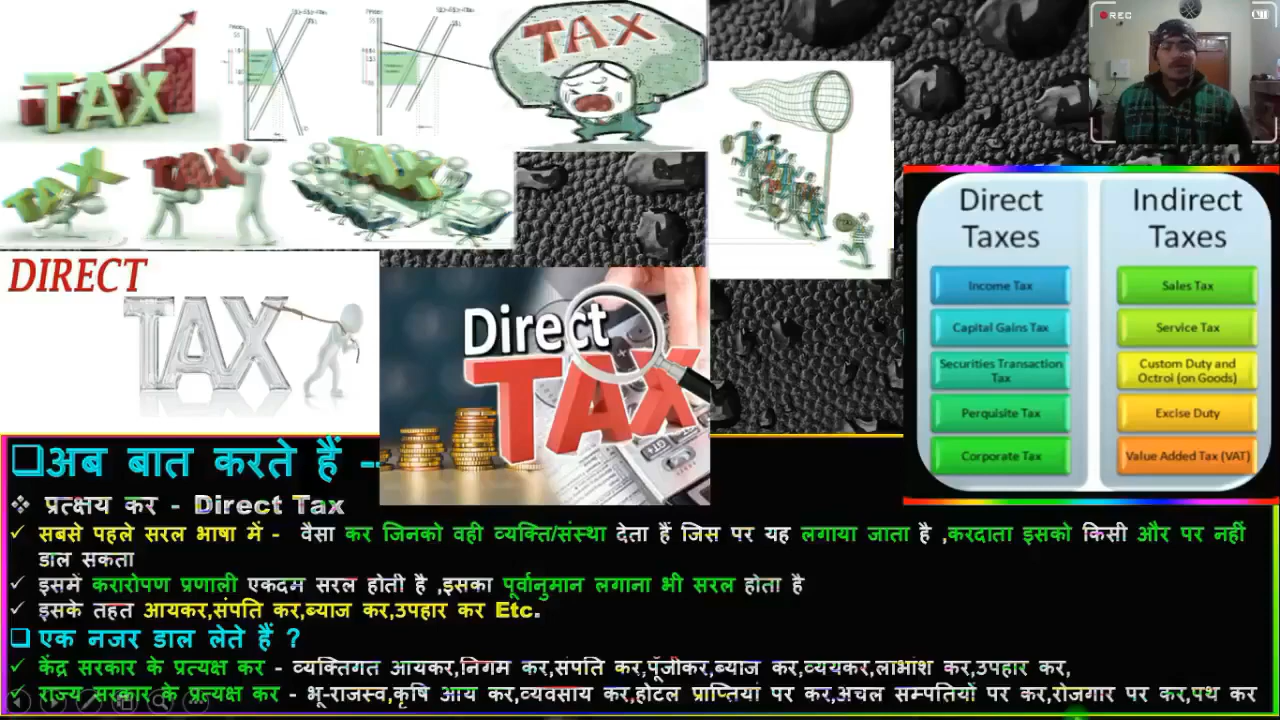 TAX
TAX
TAX
TAX
TAX
REC
DIRECT
TAX
Direct
TAX
Direct Taxes
Income Tax
Capital Gains Tax
Securities Transaction Tax
Perquisite Tax
Corporate Tax
Indirect Taxes
Sales Tax
Service Tax
Custom Duty and Octroi (on Goods)
Excise Duty
Value Added Tax (VAT)
अब बात करते हैं --
प्रत्क्षय कर - Direct Tax
सबसे पहले सरल भाषा में - वैसा कर जिनको वही व्यक्ति/संस्था देता हैं जिस पर यह लगाया जाता है ,करदाता इसको किसी और पर नहीं
डाल सकता
इसमें करारोपण प्रणाली एकदम सरल होती है ,इसका पूर्वानुमान लगाना भी सरल होता है
इसके तहत आयकर,संपति कर,ब्याज कर,उपहार कर Etc.
एक नजर डाल लेते हैं ?
केंद्र सरकार के प्रत्यक्ष कर - व्यक्तिगत आयकर,निगम कर,संपति कर,पूँजीकर,ब्याज कर,व्ययकर,लाभांश कर,उपहार कर,
राज्य सरकार के प्रत्यक्ष कर - भू-राजस्व,कृषि आय कर,व्यवसाय कर,होटल प्राप्तियां पर कर,अचल सम्पतियों पर कर,रोजगार पर कर,पथ कर